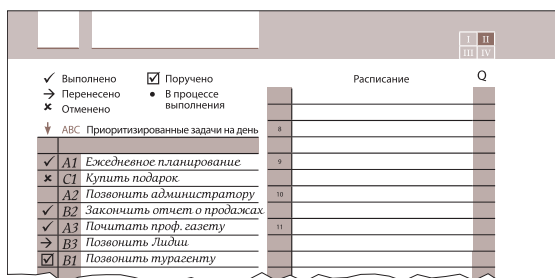 I II
III IV
✓ Выполнено ☑ Поручено
→ Перенесено • В процессе выполнения
✗ Отменено
Расписание Q
ABC Приоритизированные задачи на день
8
✓ A1 Ежедневное планирование
9
✗ C1 Купить подарок
A2 Позвонить администратору
10
✓ B2 Закончить отчет о продажах
✓ A3 Почитать проф. газету
11
→ B3 Позвонить Лидии
☑ B1 Позвонить турагенту